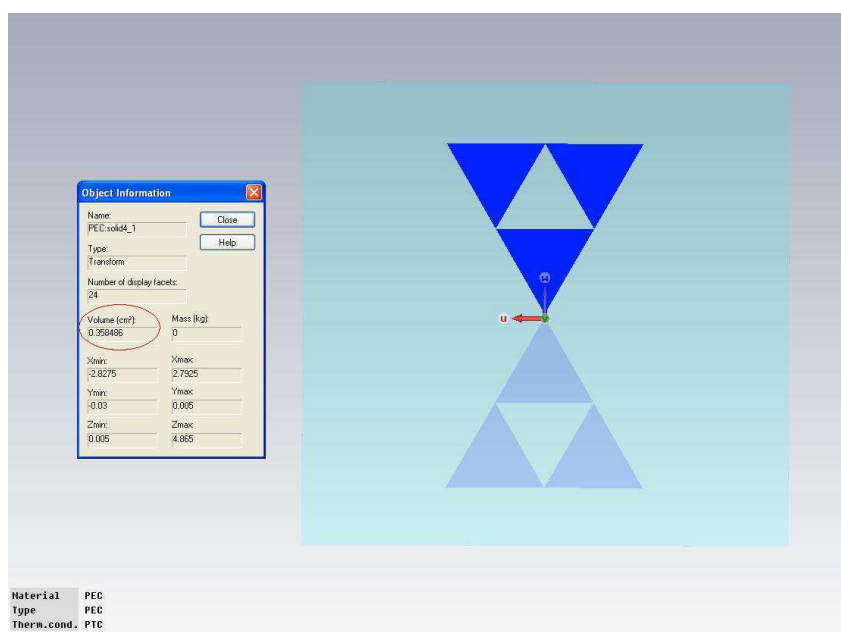 Object Information
Name:
PEC:solid4_1
Close
Type:
Help
Transform
Number of display facets:
24
Volume (cm³):
Mass (kg):
0.358486
0
Xmin:
Xmax:
-2.8275
2.7925
Ymin:
Ymax:
-0.03
0.005
Zmin:
Zmax:
0.005
4.865
u
Material PEC
Type PEC
Therm.cond. PTC